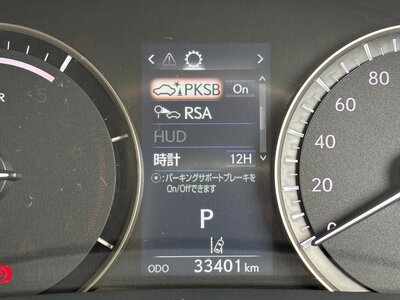 PKSB On
RSA
HUD
時計 12H
⦿:パーキングサポートブレーキを
On/Offできます
P
ODO 33401 km
80
60
40
20
0